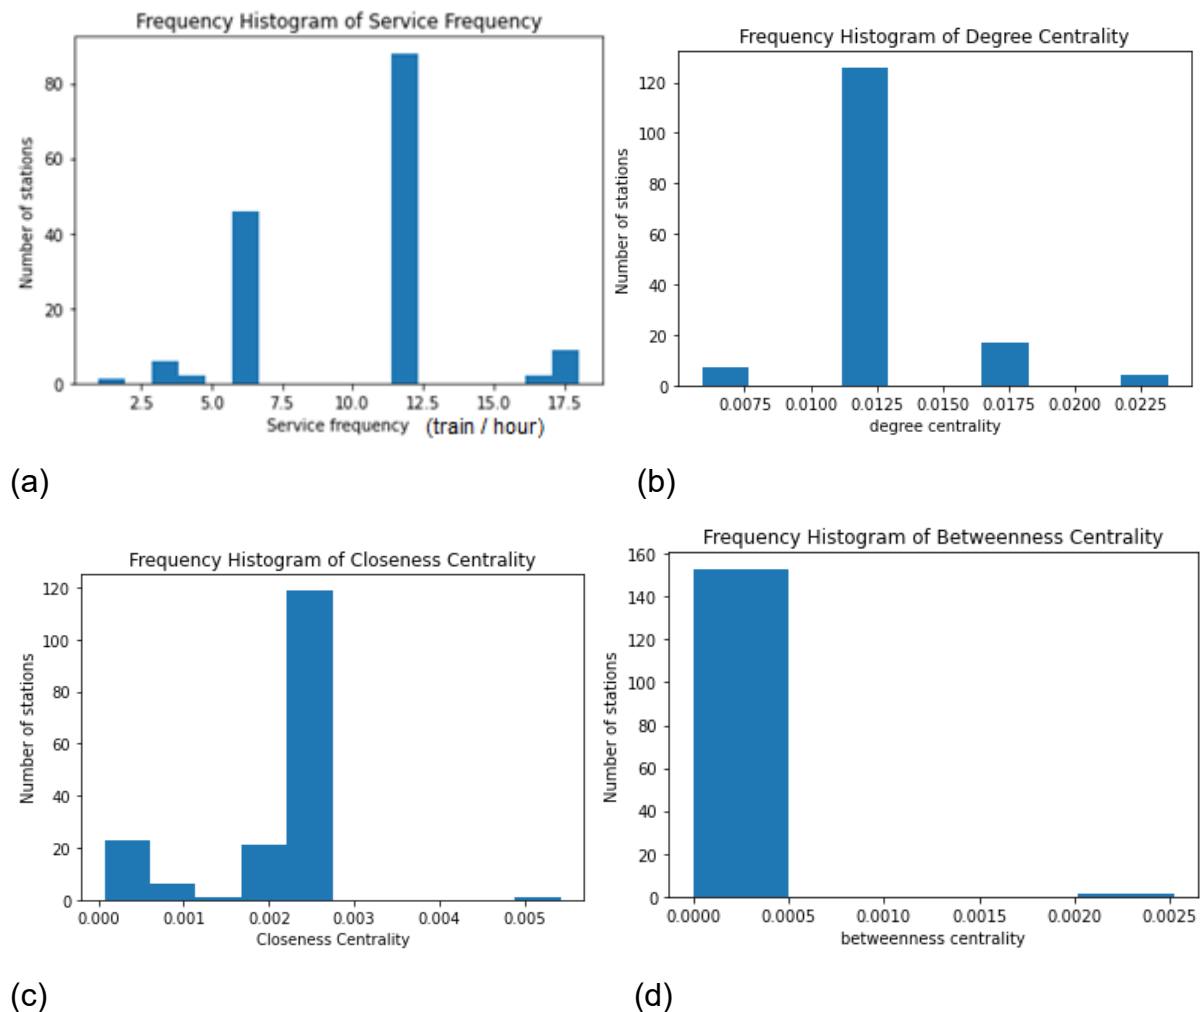 Frequency Histogram of Service Frequency
Number of stations
80
60
40
20
0
2.5 5.0 7.5 10.0 12.5 15.0 17.5
Service frequency (train / hour)
(a)
Frequency Histogram of Degree Centrality
Number of stations
120
100
80
60
40
20
0
0.0075 0.0100 0.0125 0.0150 0.0175 0.0200 0.0225
degree centrality
(b)
Frequency Histogram of Closeness Centrality
Number of stations
120
100
80
60
40
20
0
0.000 0.001 0.002 0.003 0.004 0.005
Closeness Centrality
(c)
Frequency Histogram of Betweenness Centrality
Number of stations
160
140
120
100
80
60
40
20
0
0.0000 0.0005 0.0010 0.0015 0.0020 0.0025
betweenness centrality
(d)